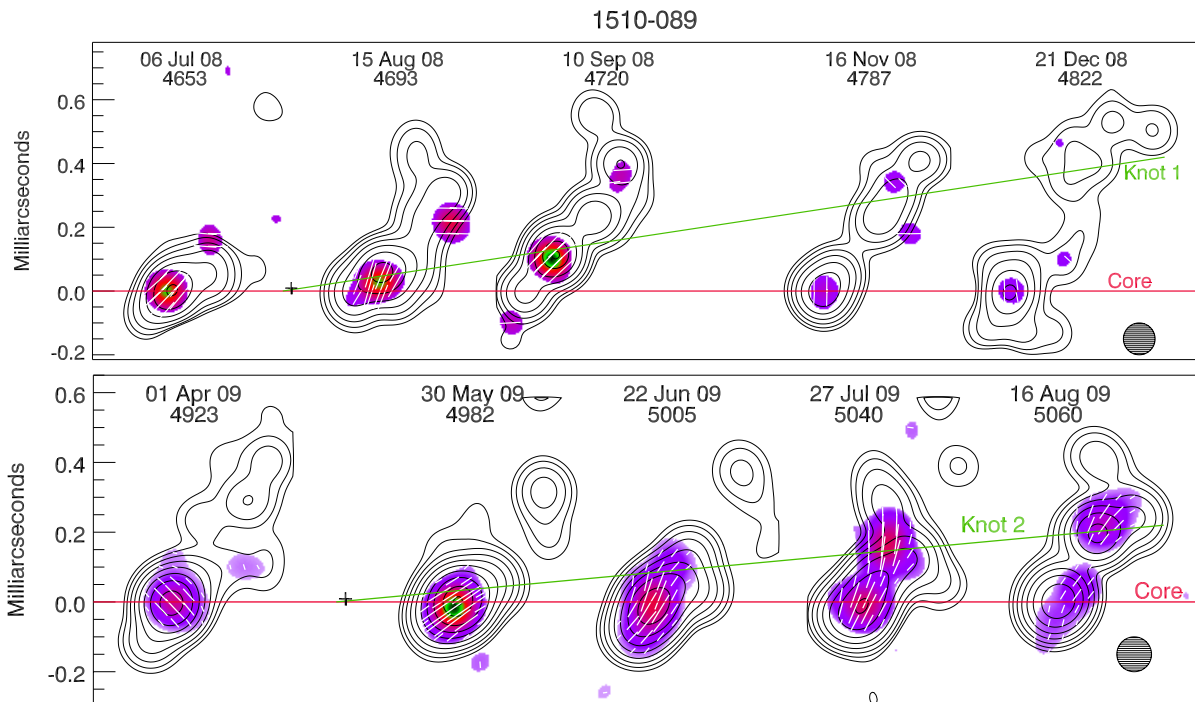 1510-089
06 Jul 08
4653
15 Aug 08
4693
10 Sep 08
4720
16 Nov 08
4787
21 Dec 08
4822
Milliarcseconds
0.6
0.4
0.2
0.0
-0.2
Knot 1
Core
01 Apr 09
4923
30 May 09
4982
22 Jun 09
5005
27 Jul 09
5040
16 Aug 09
5060
Milliarcseconds
0.6
0.4
0.2
0.0
-0.2
Knot 2
Core